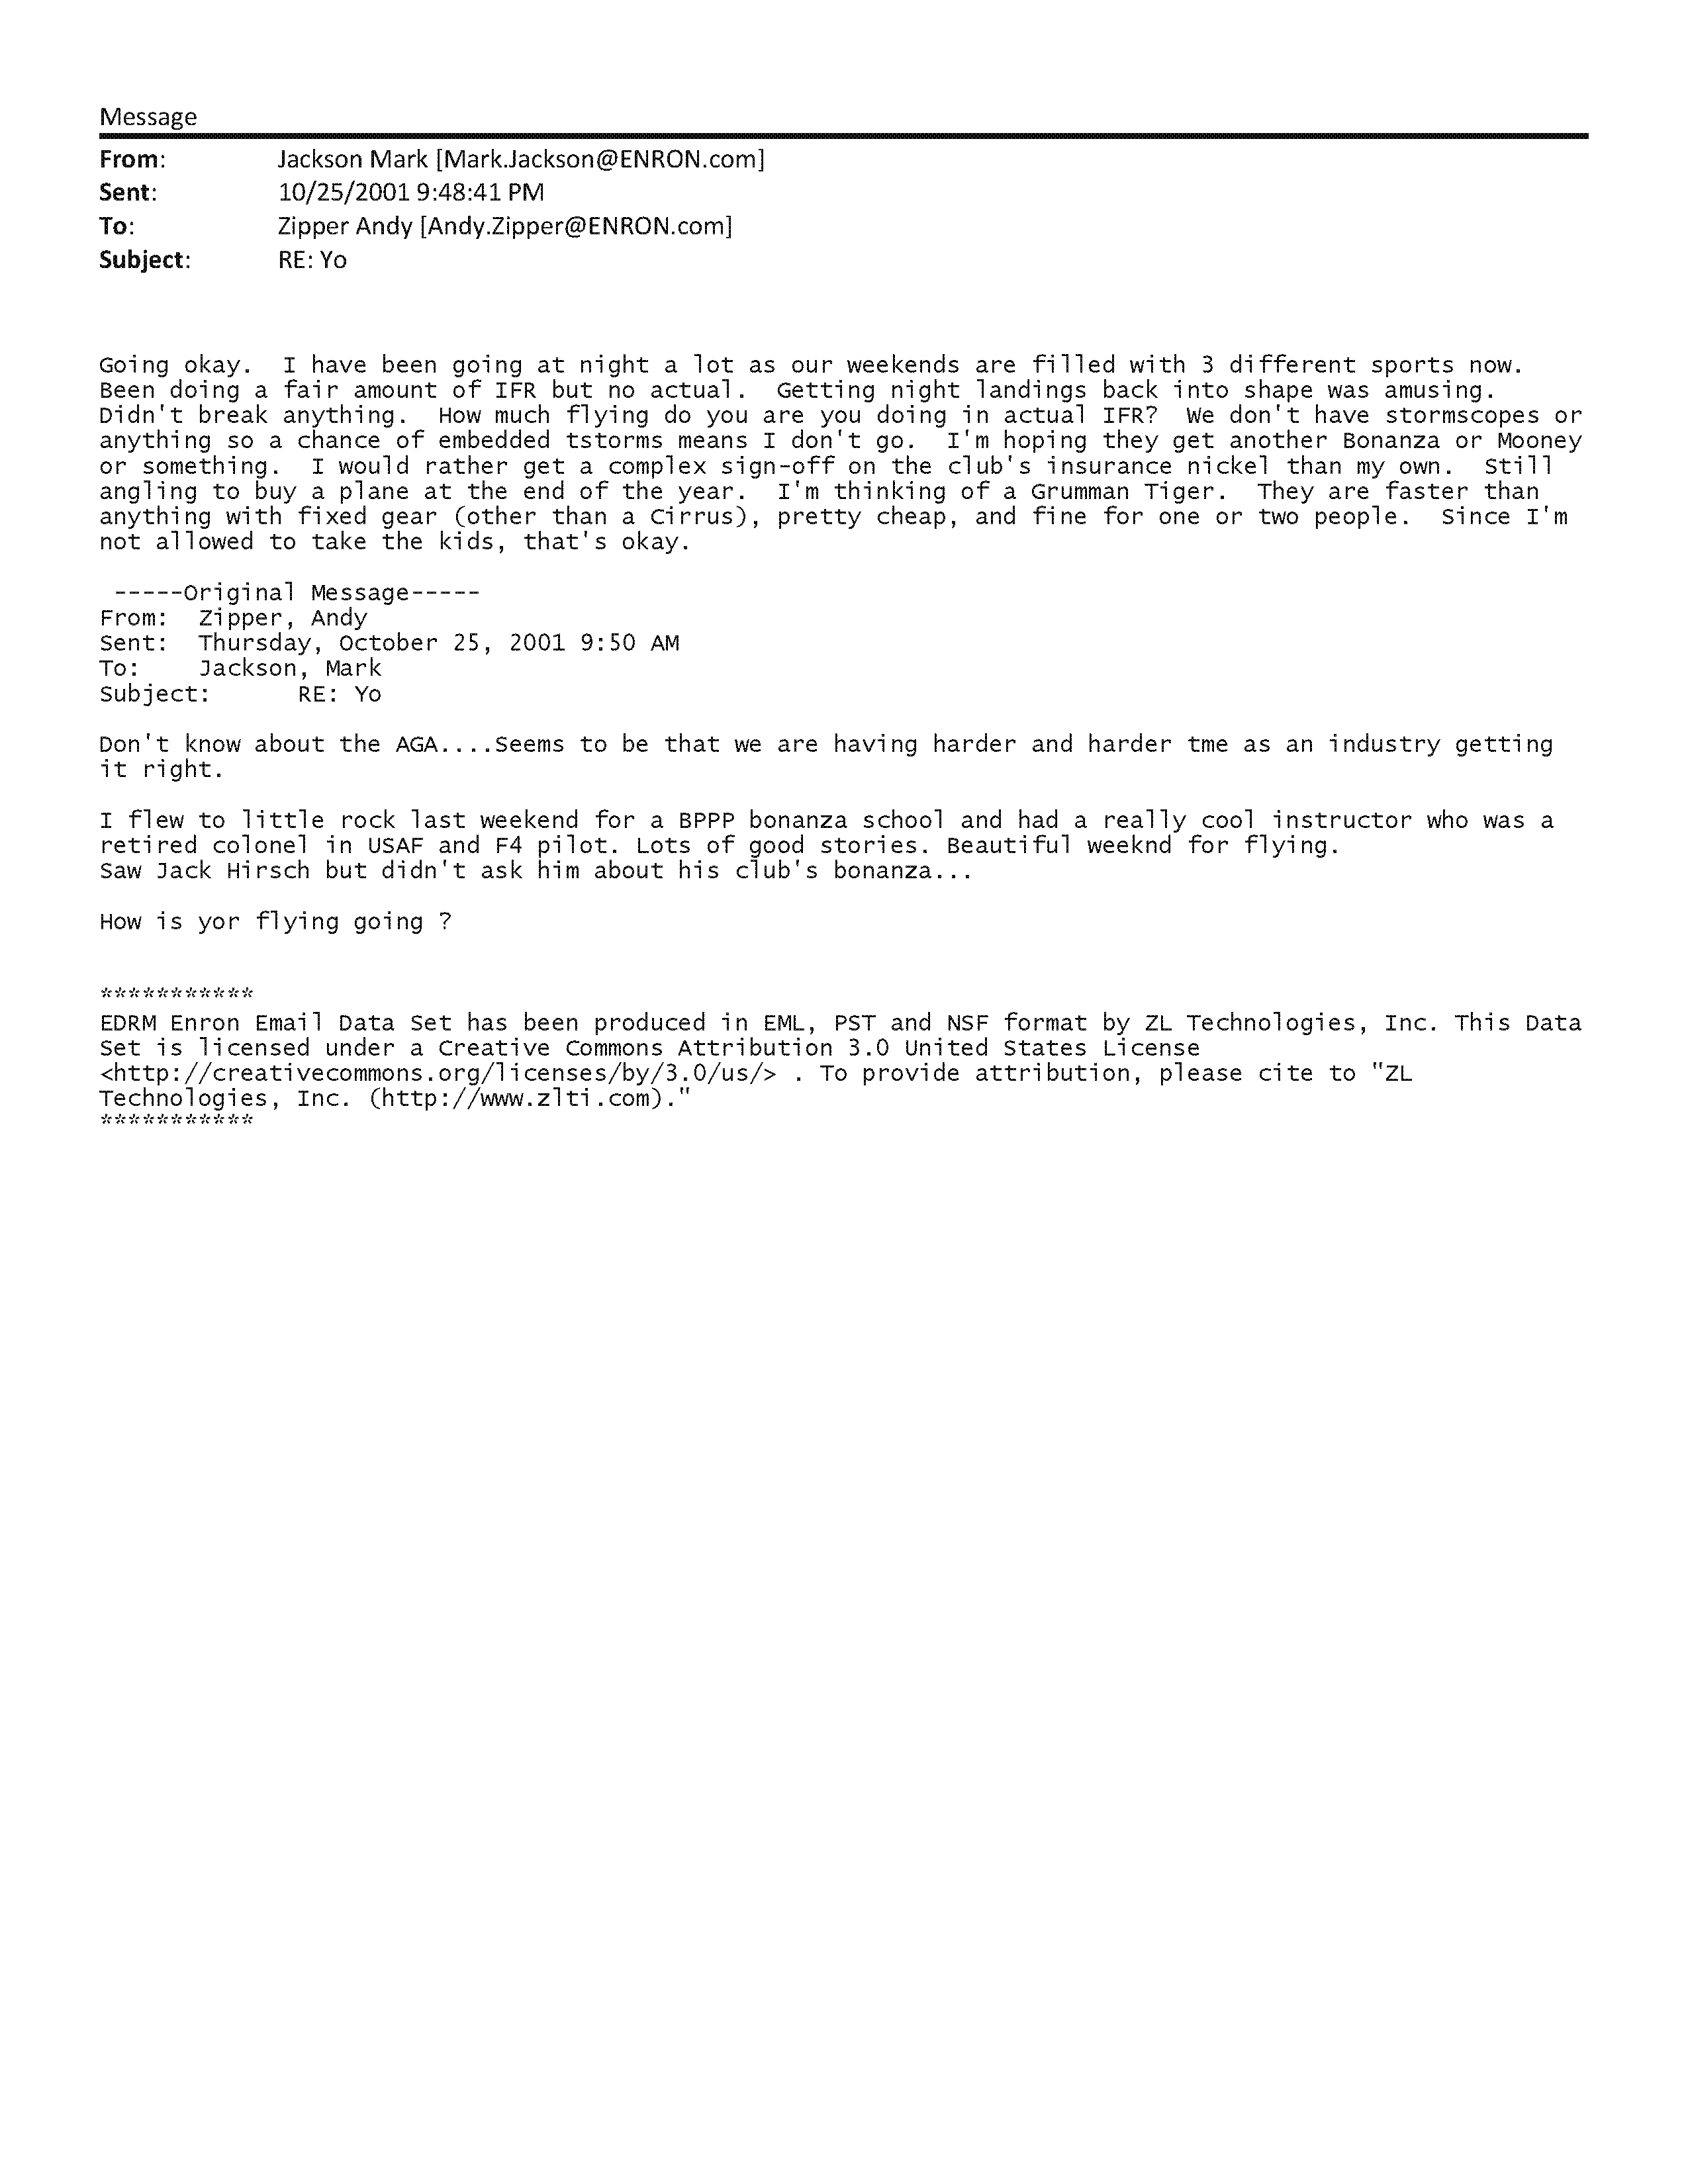 Message
From: Jackson Mark [Mark.Jackson@ENRON.com]
Sent: 10/25/2001 9:48:41 PM
To: Zipper Andy [Andy.Zipper@ENRON.com]
Subject: RE: Yo
Going okay.  I have been going at night a lot as our weekends are filled with 3 different sports now.
Been doing a fair amount of IFR but no actual.  Getting night landings back into shape was amusing.
Didn't break anything.  How much flying do you are you doing in actual IFR?  We don't have stormscopes or
anything so a chance of embedded tstorms means I don't go.  I'm hoping they get another Bonanza or Mooney
or something.  I would rather get a complex sign-off on the club's insurance nickel than my own.  Still
angling to buy a plane at the end of the year.  I'm thinking of a Grumman Tiger.  They are faster than
anything with fixed gear (other than a Cirrus), pretty cheap, and fine for one or two people.  Since I'm
not allowed to take the kids, that's okay.
-----Original Message-----
From:  Zipper, Andy
Sent:  Thursday, October 25, 2001 9:50 AM
To:    Jackson, Mark
Subject:      RE: Yo
Don't know about the AGA....Seems to be that we are having harder and harder tme as an industry getting
it right.
I flew to little rock last weekend for a BPPP bonanza school and had a really cool instructor who was a
retired colonel in USAF and F4 pilot. Lots of good stories. Beautiful weeknd for flying.
Saw Jack Hirsch but didn't ask him about his club's bonanza...
How is yor flying going ?
***********
EDRM Enron Email Data Set has been produced in EML, PST and NSF format by ZL Technologies, Inc. This Data
Set is licensed under a Creative Commons Attribution 3.0 United States License
<http://creativecommons.org/licenses/by/3.0/us/> . To provide attribution, please cite to "ZL
Technologies, Inc. (http://www.zlti.com)."
***********